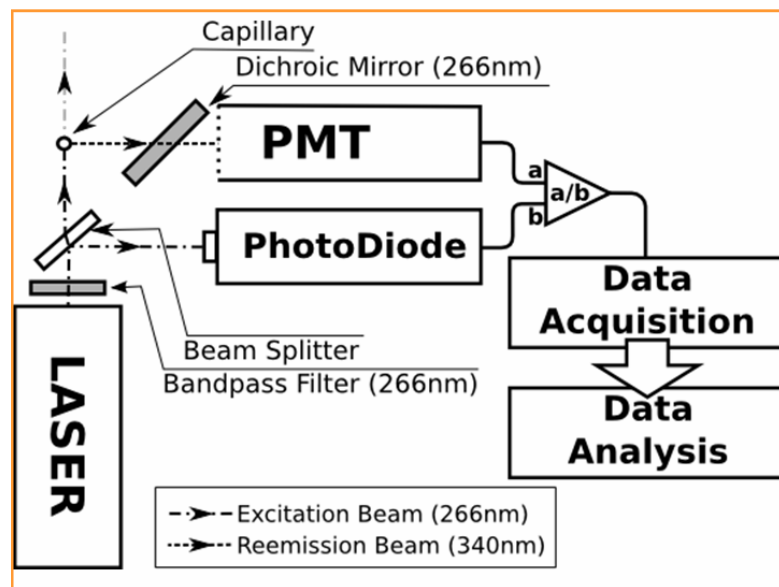 Capillary
Dichroic Mirror (266nm)
PMT
a
a/b
b
PhotoDiode
Data
Acquisition
Beam Splitter
Bandpass Filter (266nm)
LASER
Data
Analysis
Excitation Beam (266nm)
Reemission Beam (340nm)